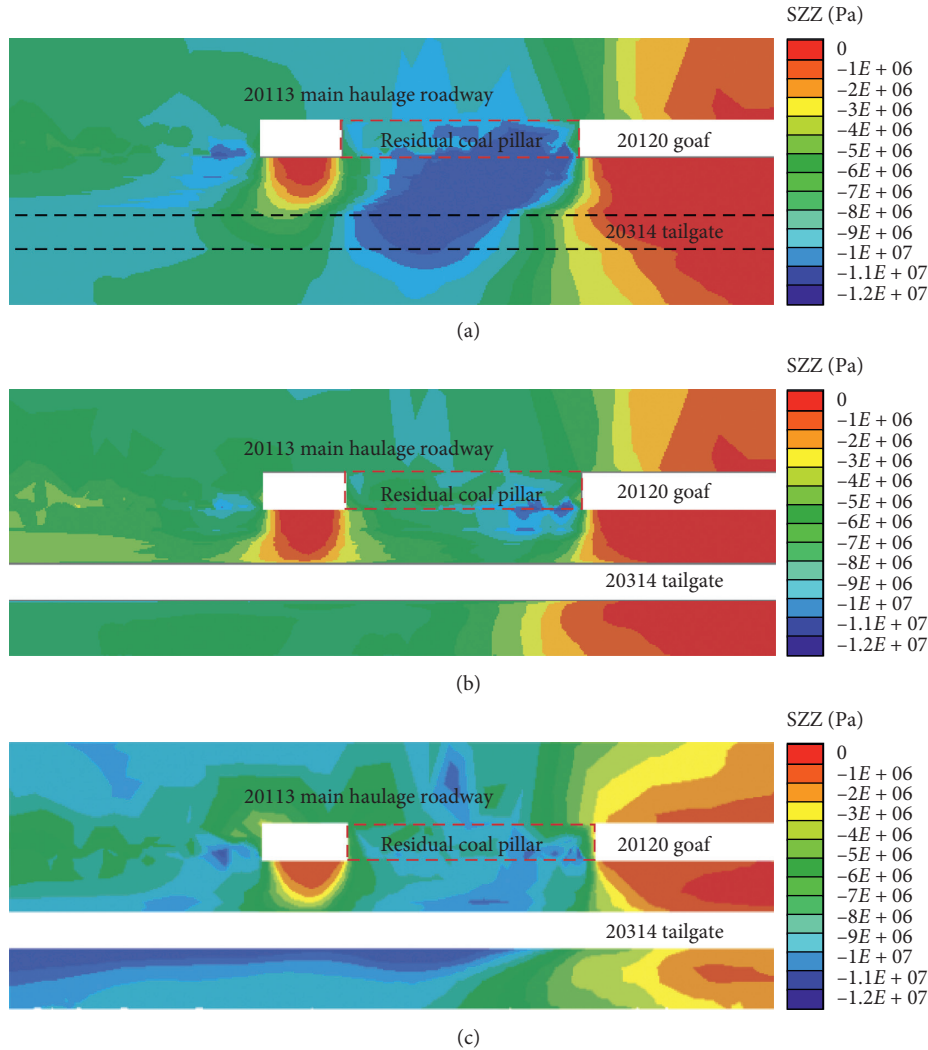 SZZ (Pa)
0
–1E + 06
–2E + 06
–3E + 06
–4E + 06
–5E + 06
–6E + 06
–7E + 06
–8E + 06
–9E + 06
–1E + 07
–1.1E + 07
–1.2E + 07
20113 main haulage roadway
Residual coal pillar
20120 goaf
20314 tailgate
(a)
SZZ (Pa)
0
–1E + 06
–2E + 06
–3E + 06
–4E + 06
–5E + 06
–6E + 06
–7E + 06
–8E + 06
–9E + 06
–1E + 07
–1.1E + 07
–1.2E + 07
20113 main haulage roadway
Residual coal pillar
20120 goaf
20314 tailgate
(b)
SZZ (Pa)
0
–1E + 06
–2E + 06
–3E + 06
–4E + 06
–5E + 06
–7E + 06
–8E + 06
–9E + 06
–1E + 07
–1.1E + 07
–1.2E + 07
20113 main haulage roadway
Residual coal pillar
20120 goaf
20314 tailgate
(c)